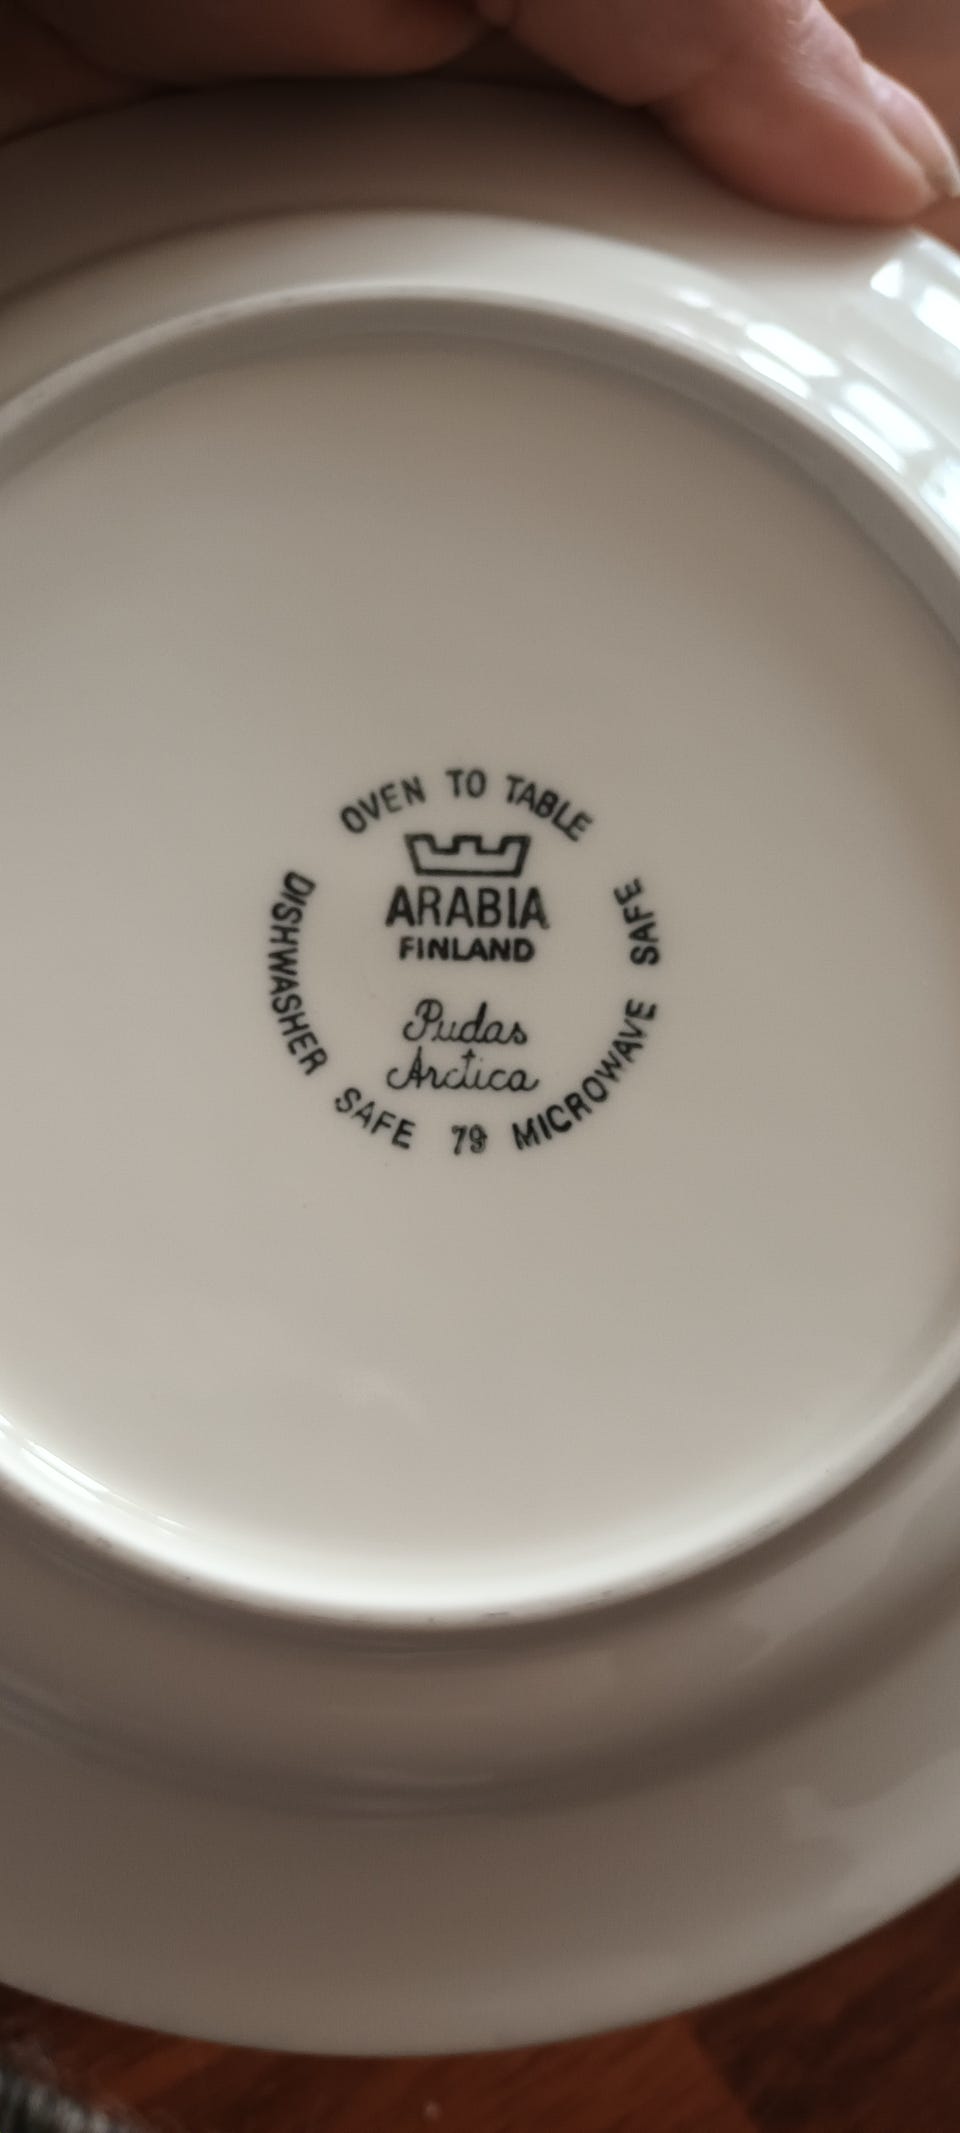 OVEN TO TABLE
ARABIA
FINLAND
Pudas
Arctica
DISHWASHER SAFE 79 MICROWAVE SAFE